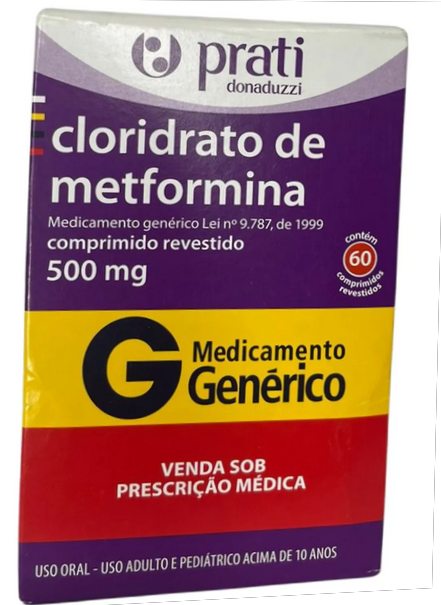 prati
donaduzzi
cloridrato de
metformina
Medicamento genérico Lei nº 9.787, de 1999
comprimido revestido
500 mg
contém
60
comprimidos
revestidos
G Medicamento
Genérico
VENDA SOB
PRESCRIÇÃO MÉDICA
USO ORAL - USO ADULTO E PEDIÁTRICO ACIMA DE 10 ANOS